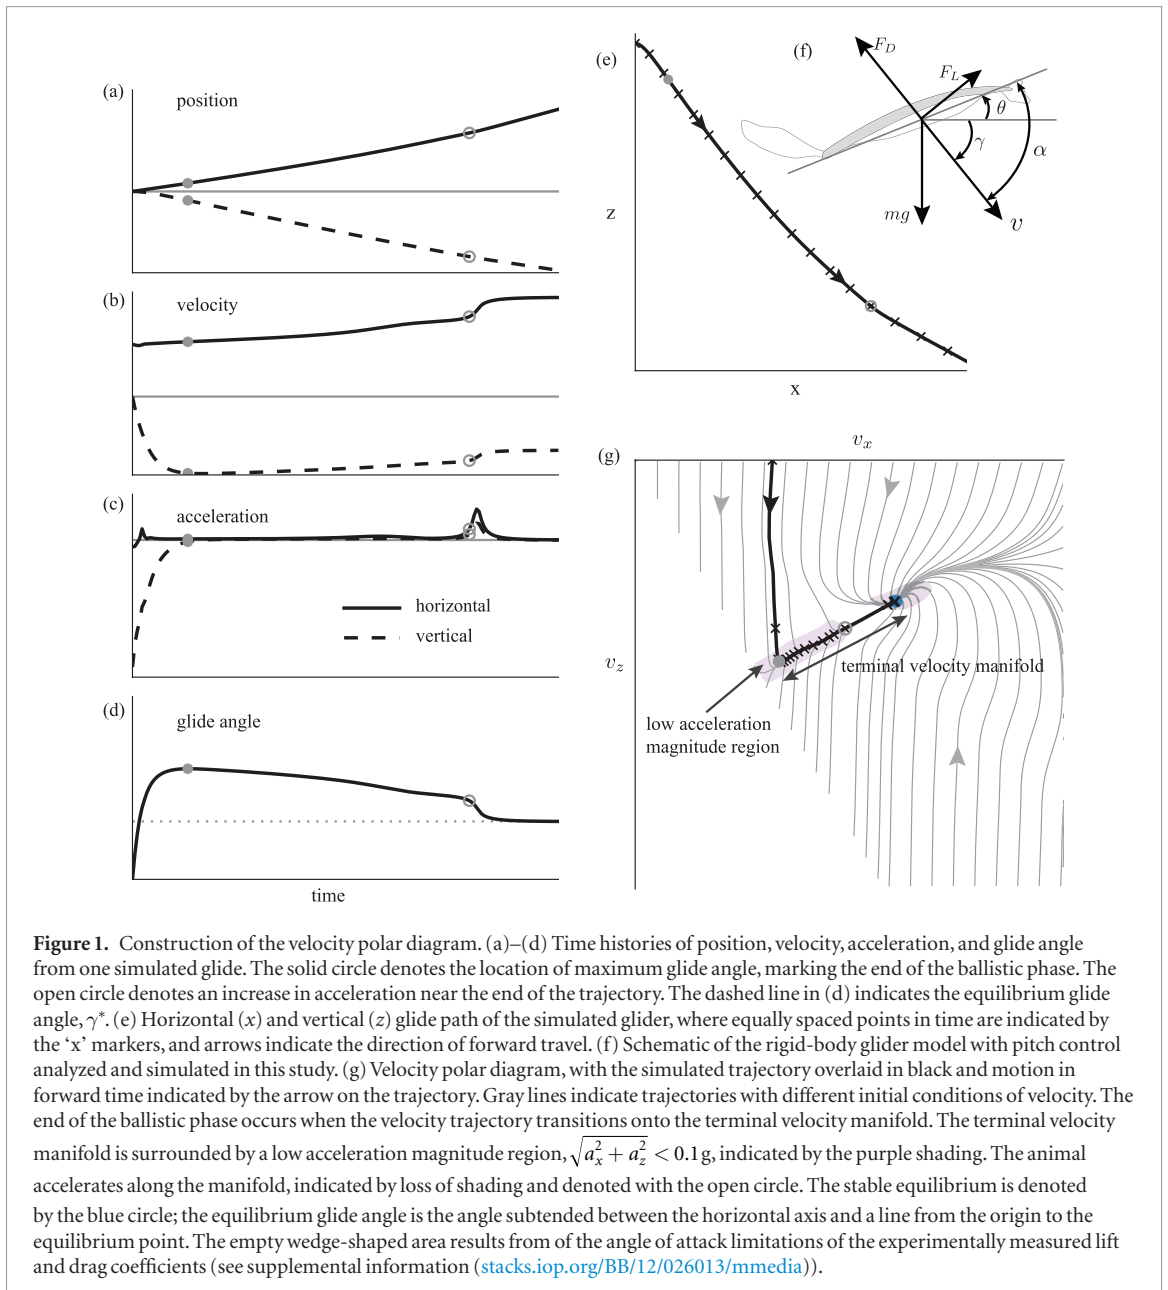 (a)
position
(b)
velocity
(c)
acceleration
horizontal
vertical
(d)
glide angle
time
(e)
z
x
(f)
F_D
F_L
θ
γ
α
mg
v
(g)
v_x
v_z
terminal velocity manifold
low acceleration
magnitude region
Figure 1. Construction of the velocity polar diagram. (a)–(d) Time histories of position, velocity, acceleration, and glide angle
from one simulated glide. The solid circle denotes the location of maximum glide angle, marking the end of the ballistic phase. The
open circle denotes an increase in acceleration near the end of the trajectory. The dashed line in (d) indicates the equilibrium glide
angle, γ*. (e) Horizontal (x) and vertical (z) glide path of the simulated glider, where equally spaced points in time are indicated by
the ‘x’ markers, and arrows indicate the direction of forward travel. (f) Schematic of the rigid-body glider model with pitch control
analyzed and simulated in this study. (g) Velocity polar diagram, with the simulated trajectory overlaid in black and motion in
forward time indicated by the arrow on the trajectory. Gray lines indicate trajectories with different initial conditions of velocity. The
end of the ballistic phase occurs when the velocity trajectory transitions onto the terminal velocity manifold. The terminal velocity
manifold is surrounded by a low acceleration magnitude region, √(a_x^2 + a_z^2) < 0.1g, indicated by the purple shading. The animal
accelerates along the manifold, indicated by loss of shading and denoted with the open circle. The stable equilibrium is denoted
by the blue circle; the equilibrium glide angle is the angle subtended between the horizontal axis and a line from the origin to the
equilibrium point. The empty wedge-shaped area results from of the angle of attack limitations of the experimentally measured lift
and drag coefficients (see supplemental information (stacks.iop.org/BB/12/026013/mmedia)).